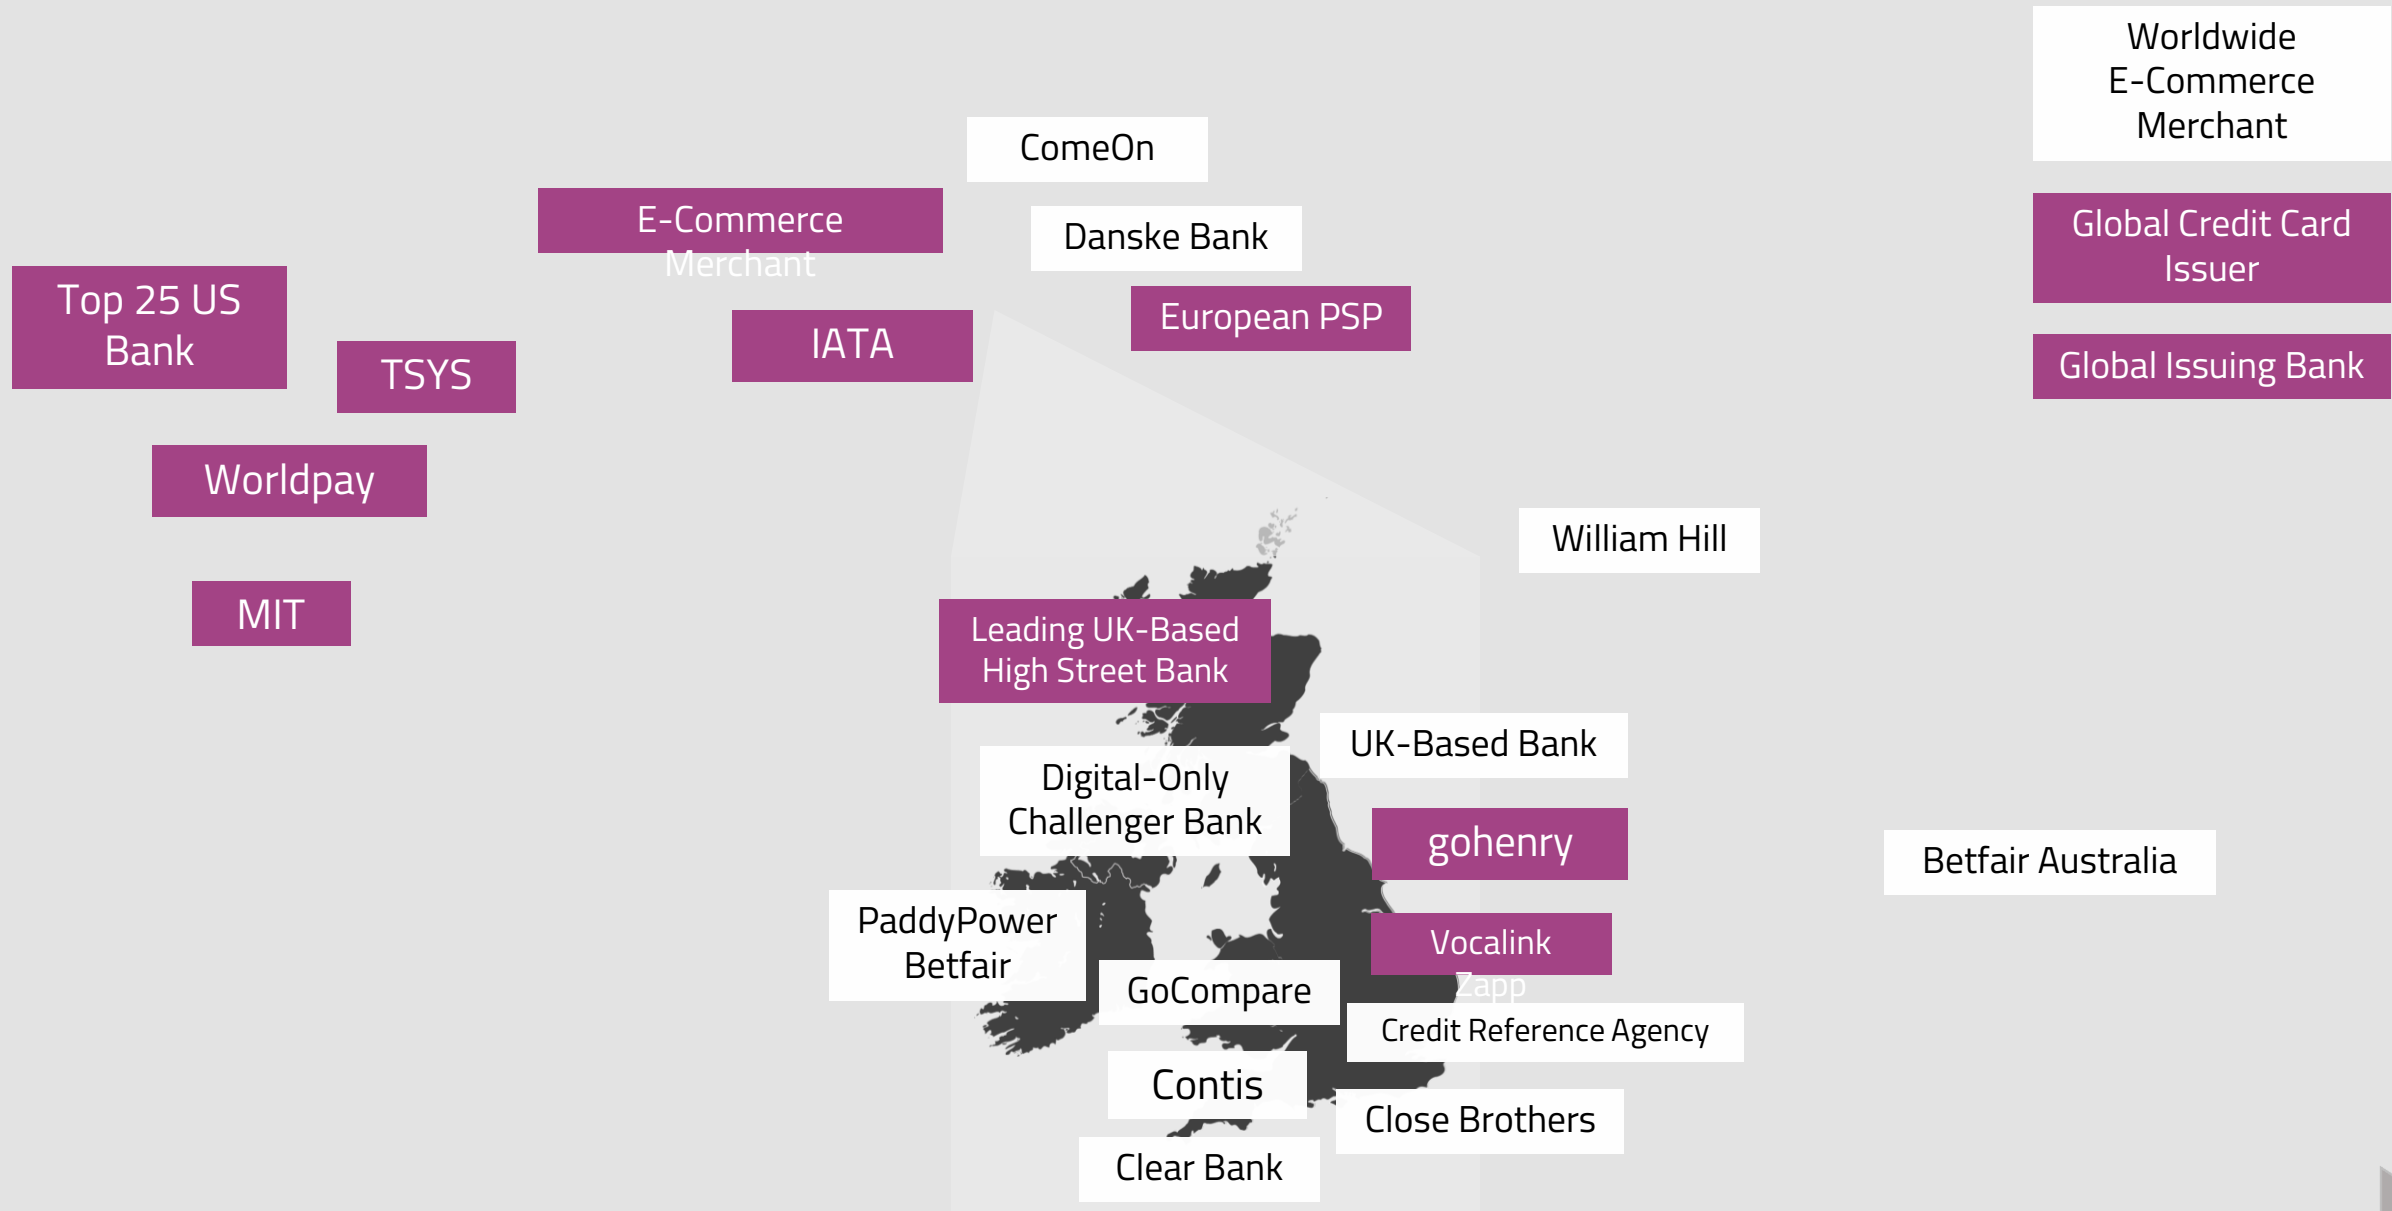 Worldwide
E-Commerce
Merchant
ComeOn
E-Commerce
Merchant
Danske Bank
Global Credit Card
Issuer
Top 25 US
Bank
European PSP
IATA
TSYS
Global Issuing Bank
Worldpay
William Hill
MIT
Leading UK-Based
High Street Bank
UK-Based Bank
Digital-Only
Challenger Bank
gohenry
Betfair Australia
PaddyPower
Betfair
Vocalink
Zapp
GoCompare
Credit Reference Agency
Contis
Close Brothers
Clear Bank